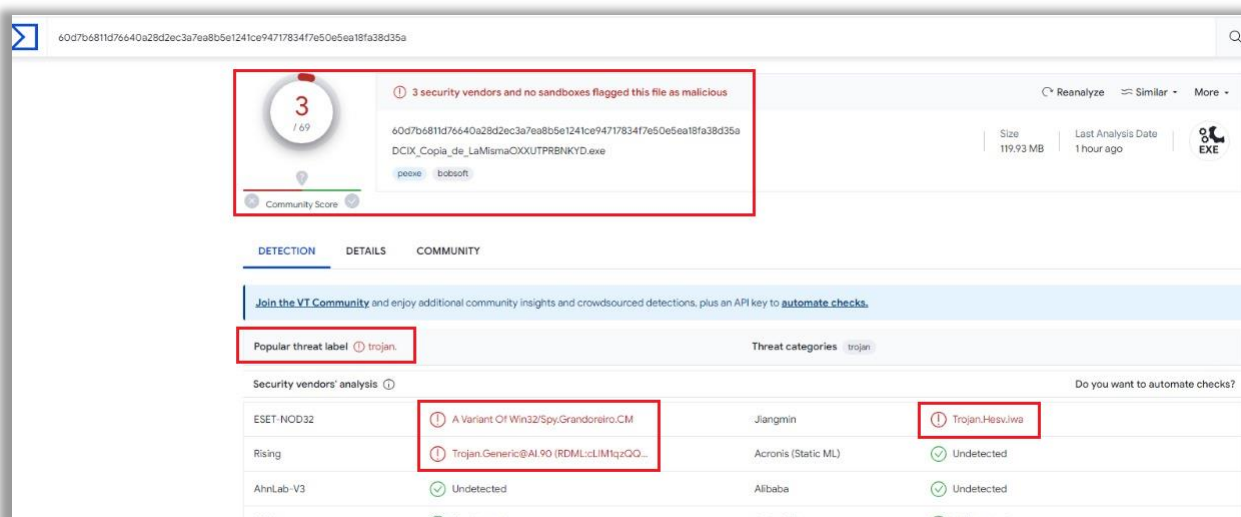 60d7b6811d76640a28d2ec3a7ea8b5e1241ce94717834f7e50e5ea18fa38d35a
3
/ 69
Community Score
3 security vendors and no sandboxes flagged this file as malicious
Reanalyze Similar More
60d7b6811d76640a28d2ec3a7ea8b5e1241ce94717834f7e50e5ea18fa38d35a
DCIX_Copia_de_LaMismaOXXUTPRBNKYD.exe
peexe bobsoft
Size
119.93 MB
Last Analysis Date
1 hour ago
EXE
DETECTION DETAILS COMMUNITY
Join the VT Community and enjoy additional community insights and crowdsourced detections, plus an API key to automate checks.
Popular threat label trojan. Threat categories trojan
Security vendors' analysis Do you want to automate checks?
ESET-NOD32 A Variant Of Win32/Spy.Grandoreiro.CM Jiangmin Trojan.Hesv.iwa
Rising Trojan.Generic@AI.90 (RDML:cLIM1qzQQ... Acronis (Static ML) Undetected
AhnLab-V3 Undetected Alibaba Undetected